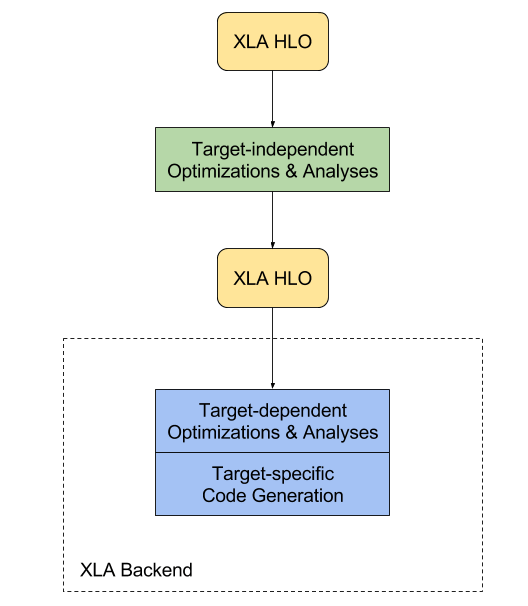 XLA HLO
Target-independent
Optimizations & Analyses
XLA HLO
Target-dependent
Optimizations & Analyses
Target-specific
Code Generation
XLA Backend